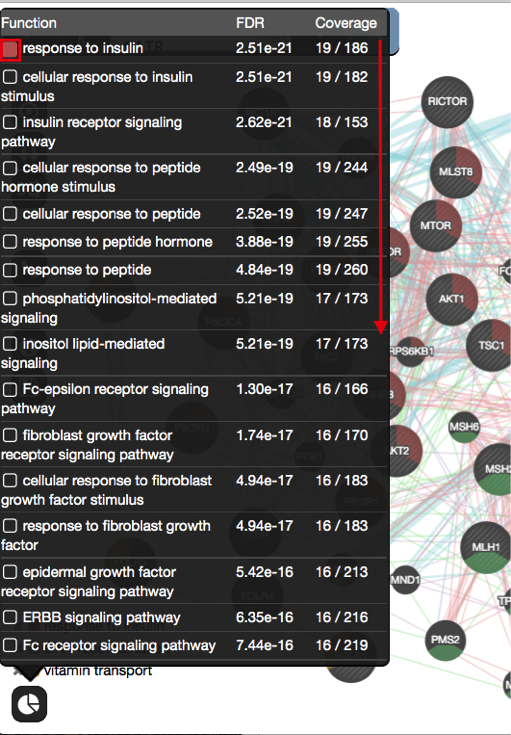 Function FDR Coverage
response to insulin 2.51e-21 19 / 186
cellular response to insulin 2.51e-21 19 / 182
stimulus
insulin receptor signaling 2.62e-21 18 / 153
pathway
cellular response to peptide 2.49e-19 19 / 244
hormone stimulus
cellular response to peptide 2.52e-19 19 / 247
response to peptide hormone 3.88e-19 19 / 255
response to peptide 4.84e-19 19 / 260
phosphatidylinositol-mediated 5.21e-19 17 / 173
signaling
inositol lipid-mediated 5.21e-19 17 / 173
signaling
Fc-epsilon receptor signaling 1.30e-17 16 / 166
pathway
fibroblast growth factor 1.74e-17 16 / 170
receptor signaling pathway
cellular response to fibroblast 4.94e-17 16 / 183
growth factor stimulus
response to fibroblast growth 4.94e-17 16 / 183
factor
epidermal growth factor 5.42e-16 16 / 213
receptor signaling pathway
ERBB signaling pathway 6.35e-16 16 / 216
Fc receptor signaling pathway 7.44e-16 16 / 219
vitamin transport
RICTOR
MLST8
MTOR
AKT1
TSC1
RPS6KB1
MSH6
KT2
MSH
MLH1
MND1
PMS2